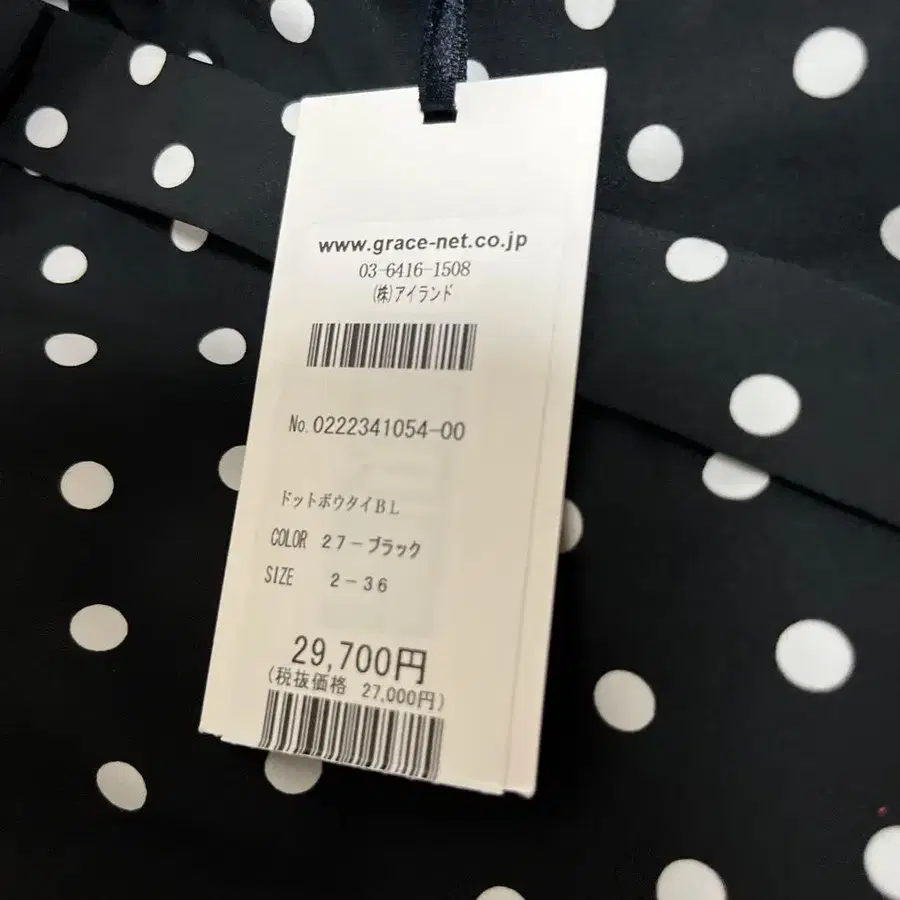 www.grace-net.co.jp
03-6416-1508
(株)アイランド
No.0222341054-00
ドットボウタイBL
COLOR 27-ブラック
SIZE 2-36
29,700円
(税抜価格 27,000円)